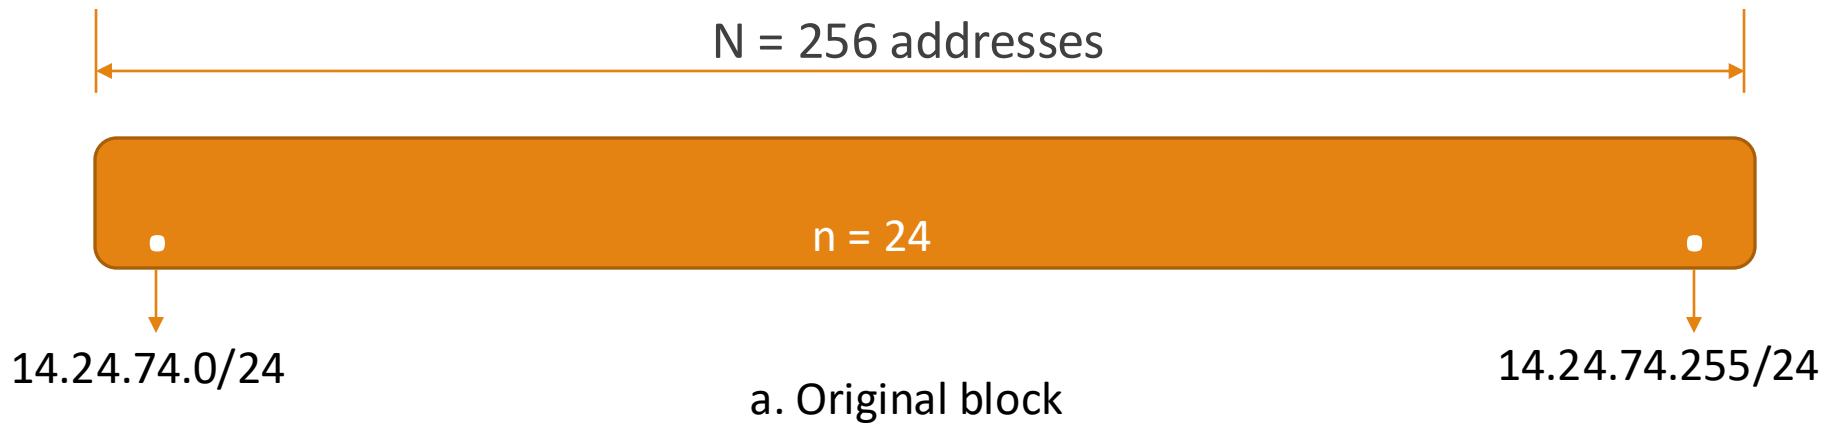 N = 256 addresses
n = 24
14.24.74.0/24
14.24.74.255/24
a. Original block